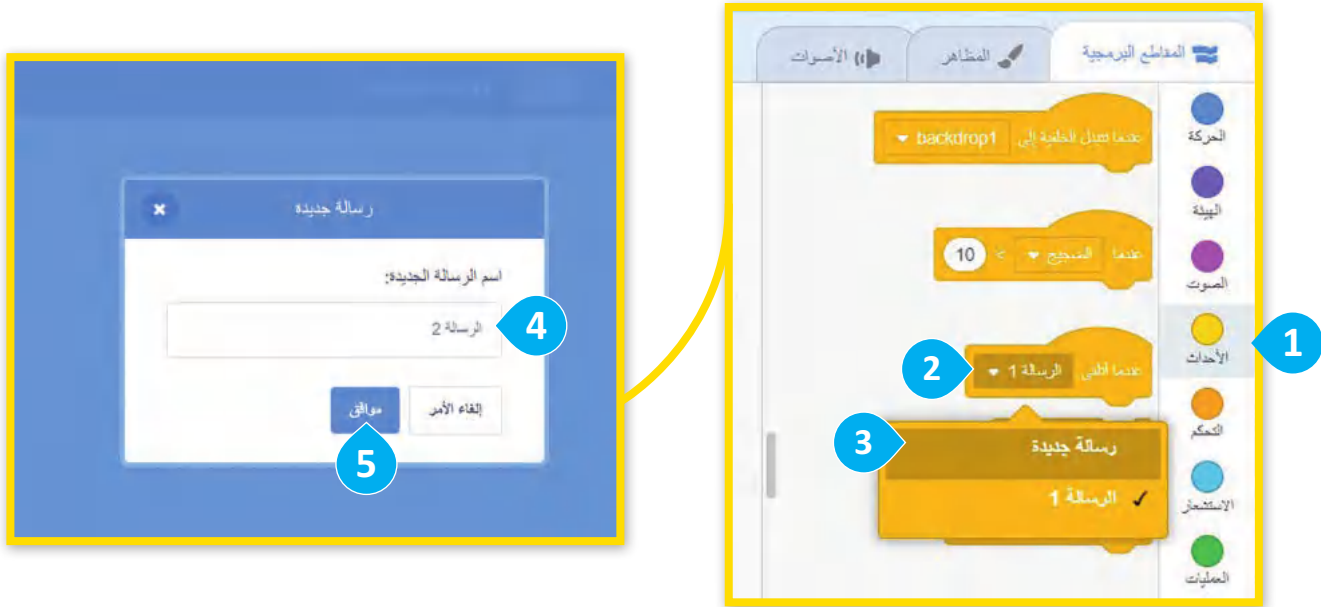 المقاطع البرمجية
المظاهر
الأصوات
الحركة
الهيئة
الصوت
الأحداث
التحكم
الاستشعار
العمليات
عندما تتبدل الخلفية إلى backdrop1
عندما الضجيج > 10
عندما أتلقى الرسالة 1
رسالة جديدة
✓ الرسالة 1
1
2
3
رسالة جديدة
اسم الرسالة الجديدة:
الرسالة 2
4
إلغاء الأمر
موافق
5